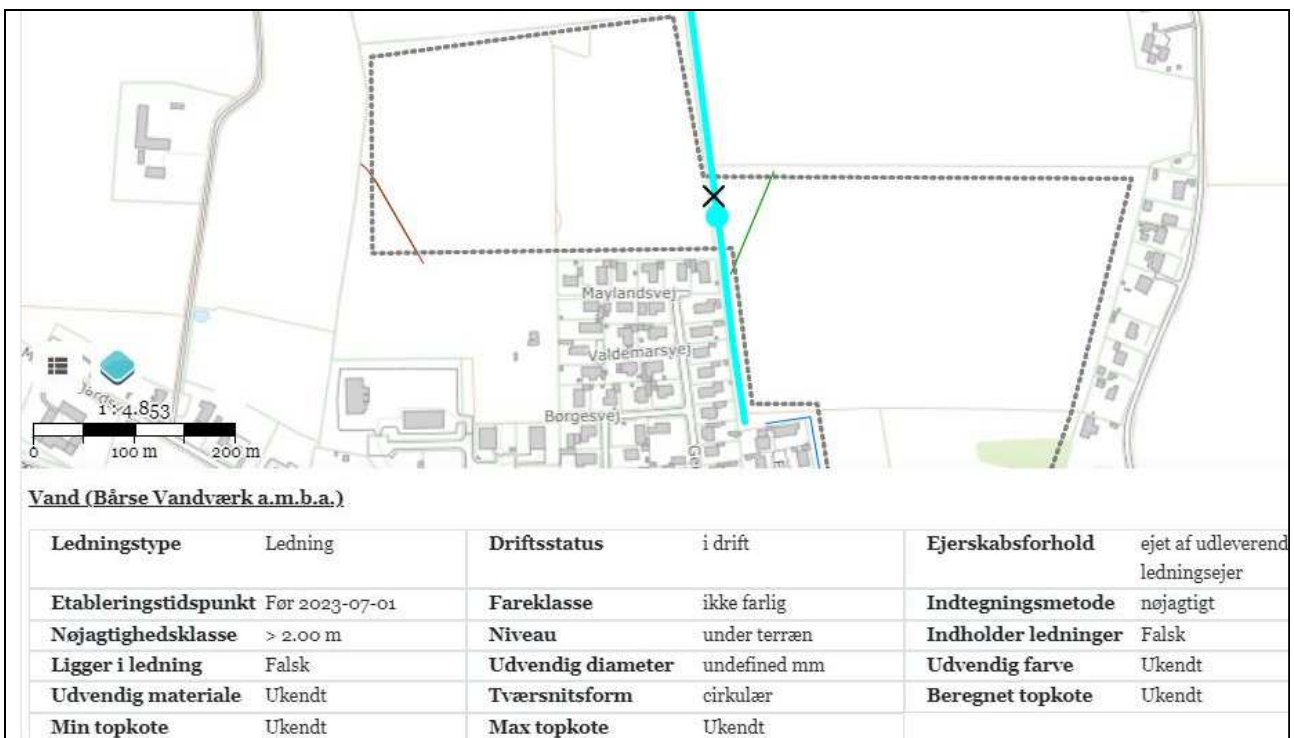 Maylandsvej
Valdemarsvej
Borgesvej
1 : 4.853
0 100 m 200 m
Vand (Bårse Vandværk a.m.b.a.)
Ledningstype Ledning Driftsstatus i drift Ejerskabsforhold ejet af udleverend
ledningsejer
Etableringstidspunkt Før 2023-07-01 Fareklasse ikke farlig Indtegningsmetode nøjagtigt
Nøjagtighedsklasse > 2.00 m Niveau under terræn Indholder ledninger Falsk
Ligger i ledning Falsk Udvendig diameter undefined mm Udvendig farve Ukendt
Udvendig materiale Ukendt Tværsnitsform cirkulær Beregnet topkote Ukendt
Min topkote Ukendt Max topkote Ukendt